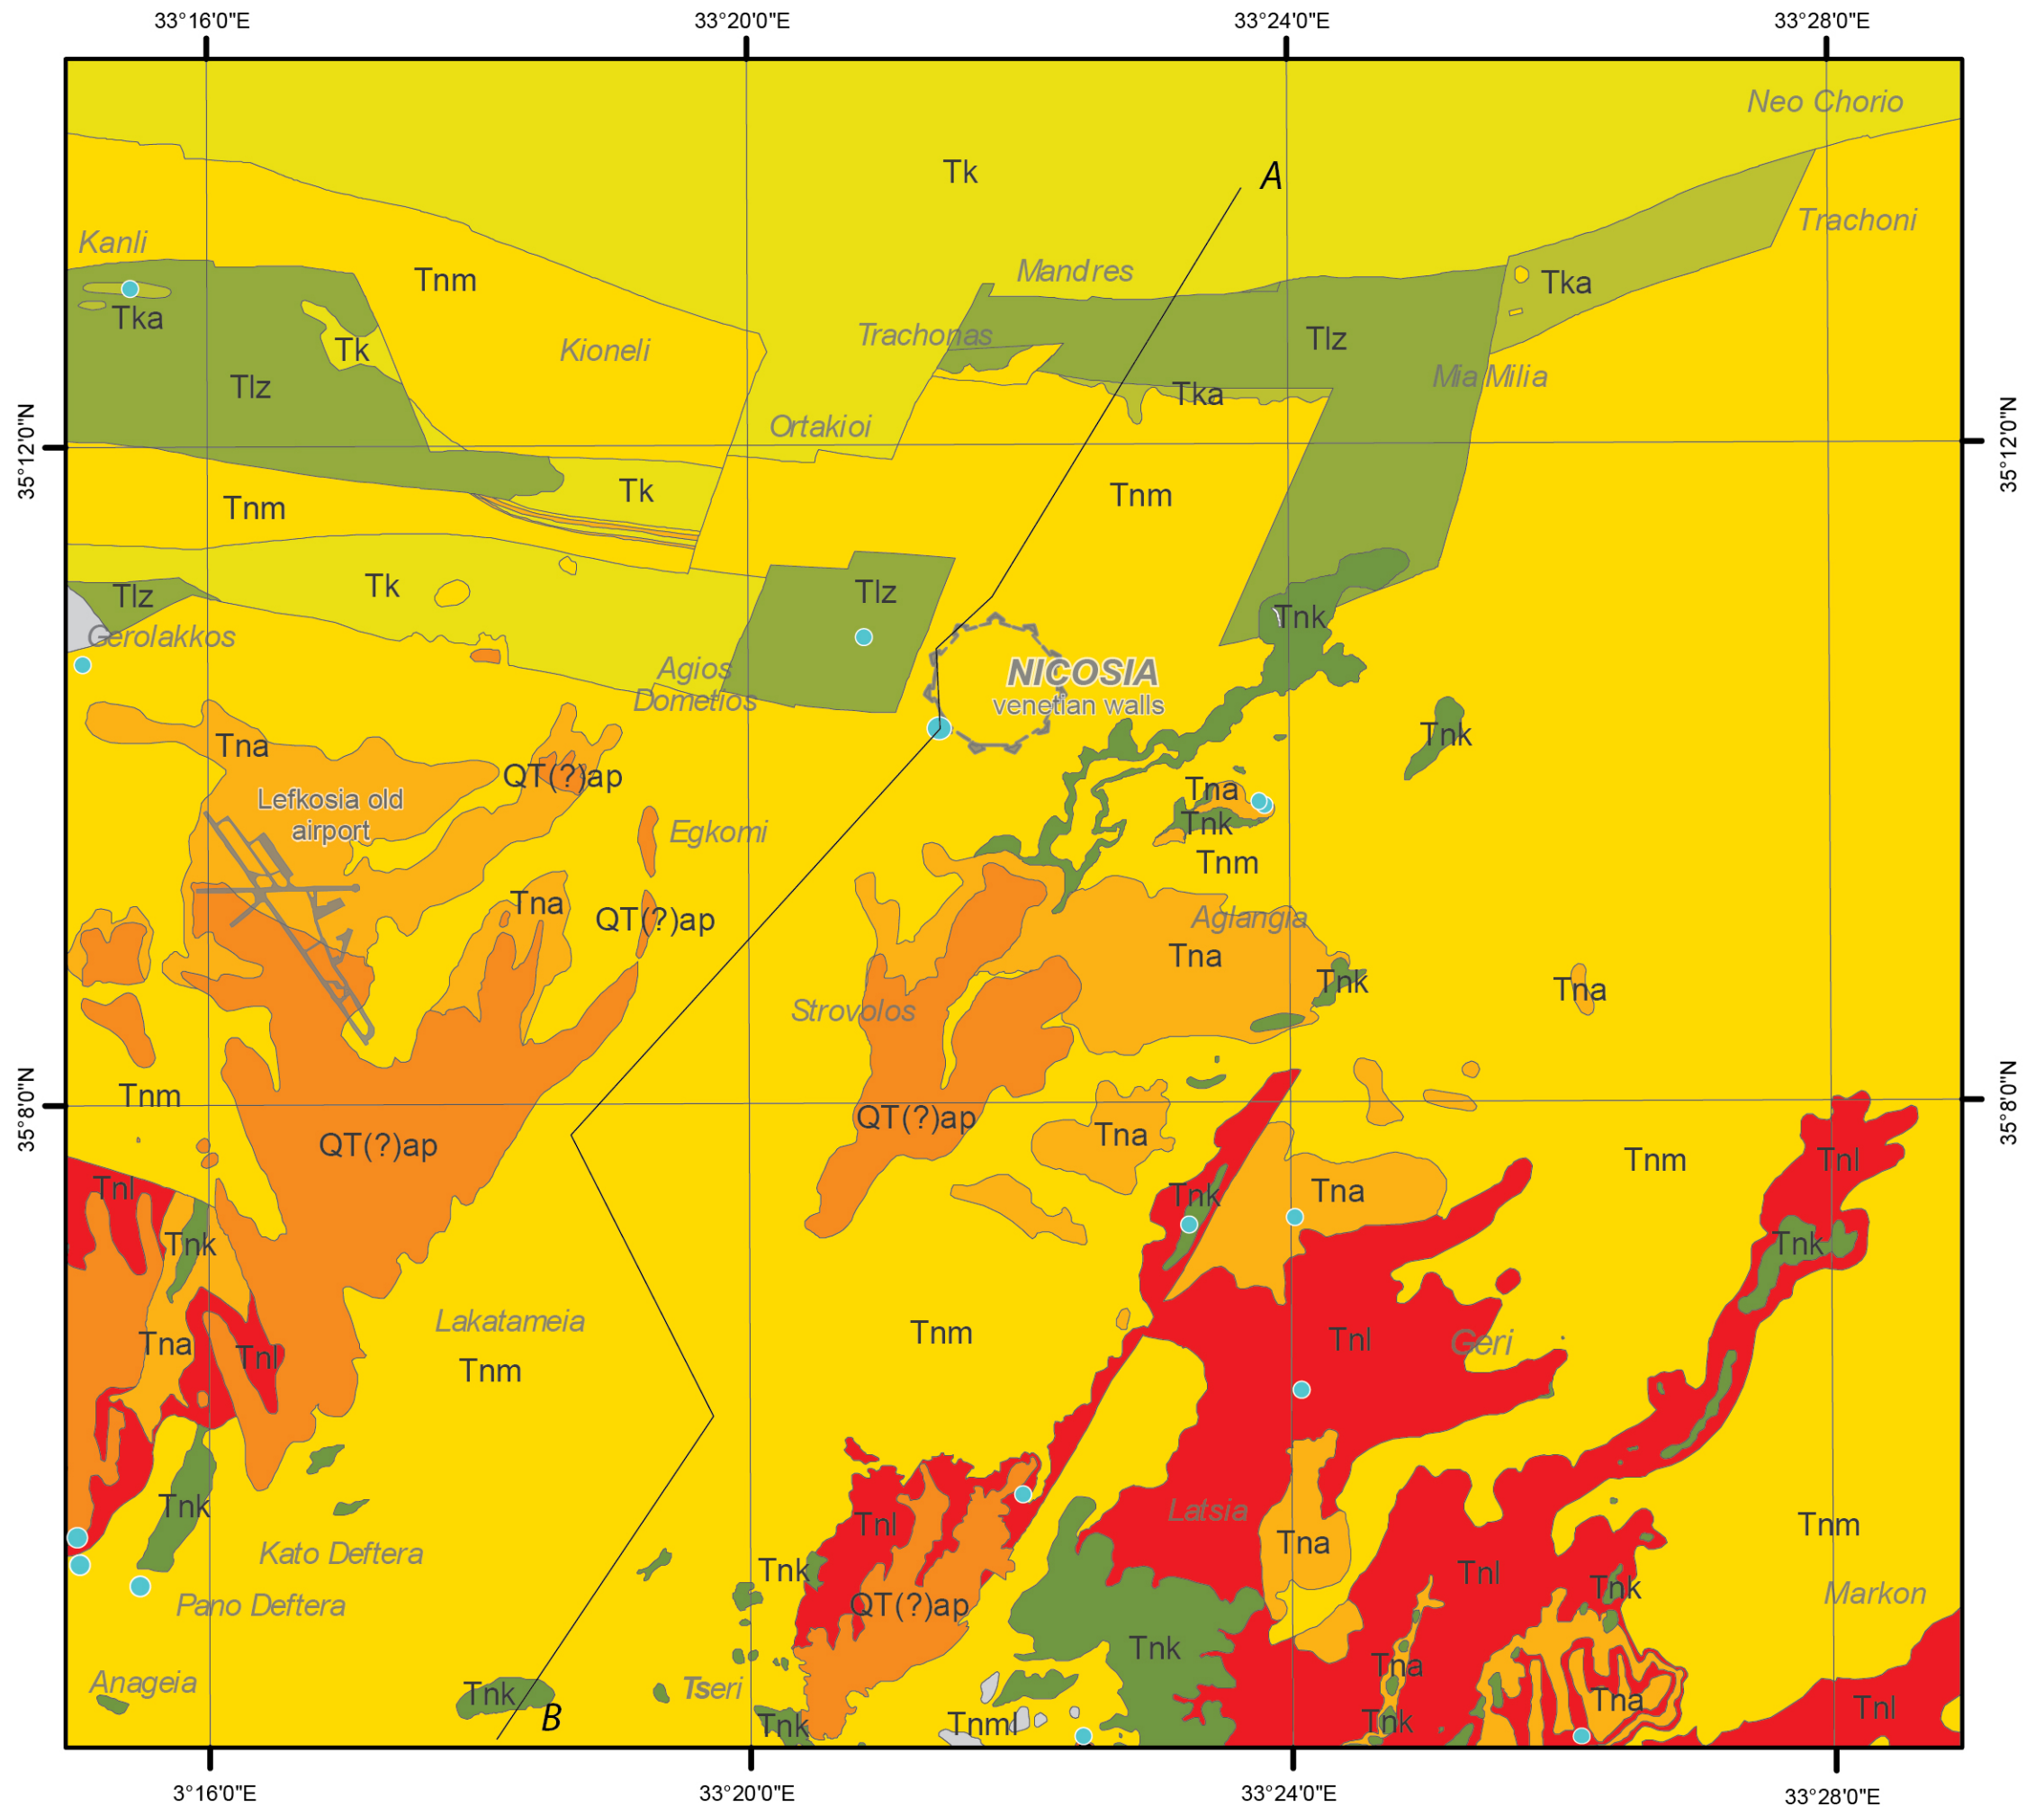 33°16'0"E 33°20'0"E 33°24'0"E 33°28'0"E
Neo Chorio
Tk
A
Trachoni
Kanli
Mandres
Tnm
Tka
Tka
Trachonas
Tlz
Tk
Kioneli
Mia Milia
Tlz
Tka
Ortakioi
35°12'0"N
35°12'0"N
Tk
Tnm
Tnm
Tk
Tlz
Tlz
Tnk
Gerolakkos
Agios
Dometios
NICOSIA
venetian walls
Tna
Tnk
QT(?)ap
Tna
Lefkosia old
airport
Tnk
Egkomi
Tnm
Tna
QT(?)ap
Aglangia
Tna
Tnk
Tna
Strovolos
35°8'0"N
35°8'0"N
Tnm
QT(?)ap
Tna
QT(?)ap
Tnm
Tnl
Tnl
Tnk
Tna
Tnk
Tnk
Lakatameia
Tnm
Tna
Tnl
Tnl
Geri
Tnm
Tnk
Latsia
Tnl
Tna
Tnm
Kato Deftera
Tnk
Tnl
Tnk
Markon
Pano Deftera
QT(?)ap
Tnk
Tna
Anageia
Tnk
Tseri
Tna
Tnl
B
Tnk
Tnml
Tnk
3°16'0"E 33°20'0"E 33°24'0"E 33°28'0"E